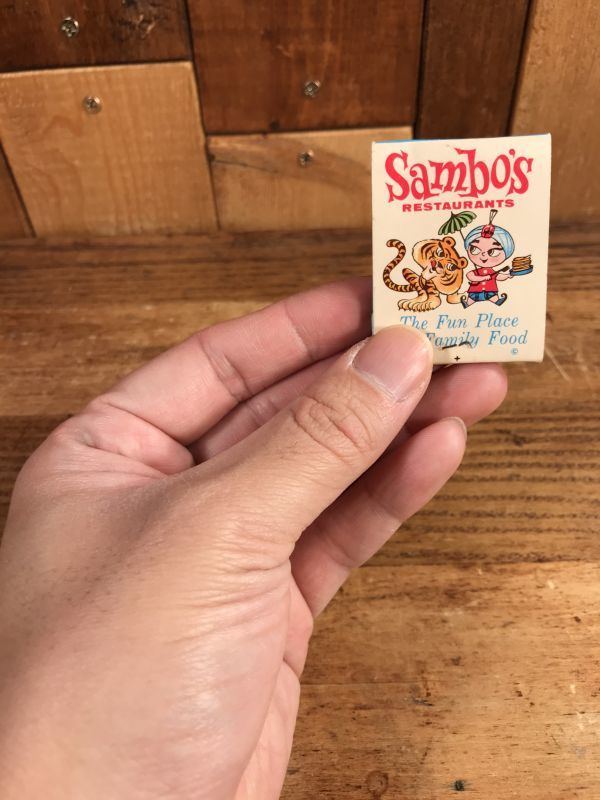 Sambo's
RESTAURANTS
The Fun Place
Family Food
©